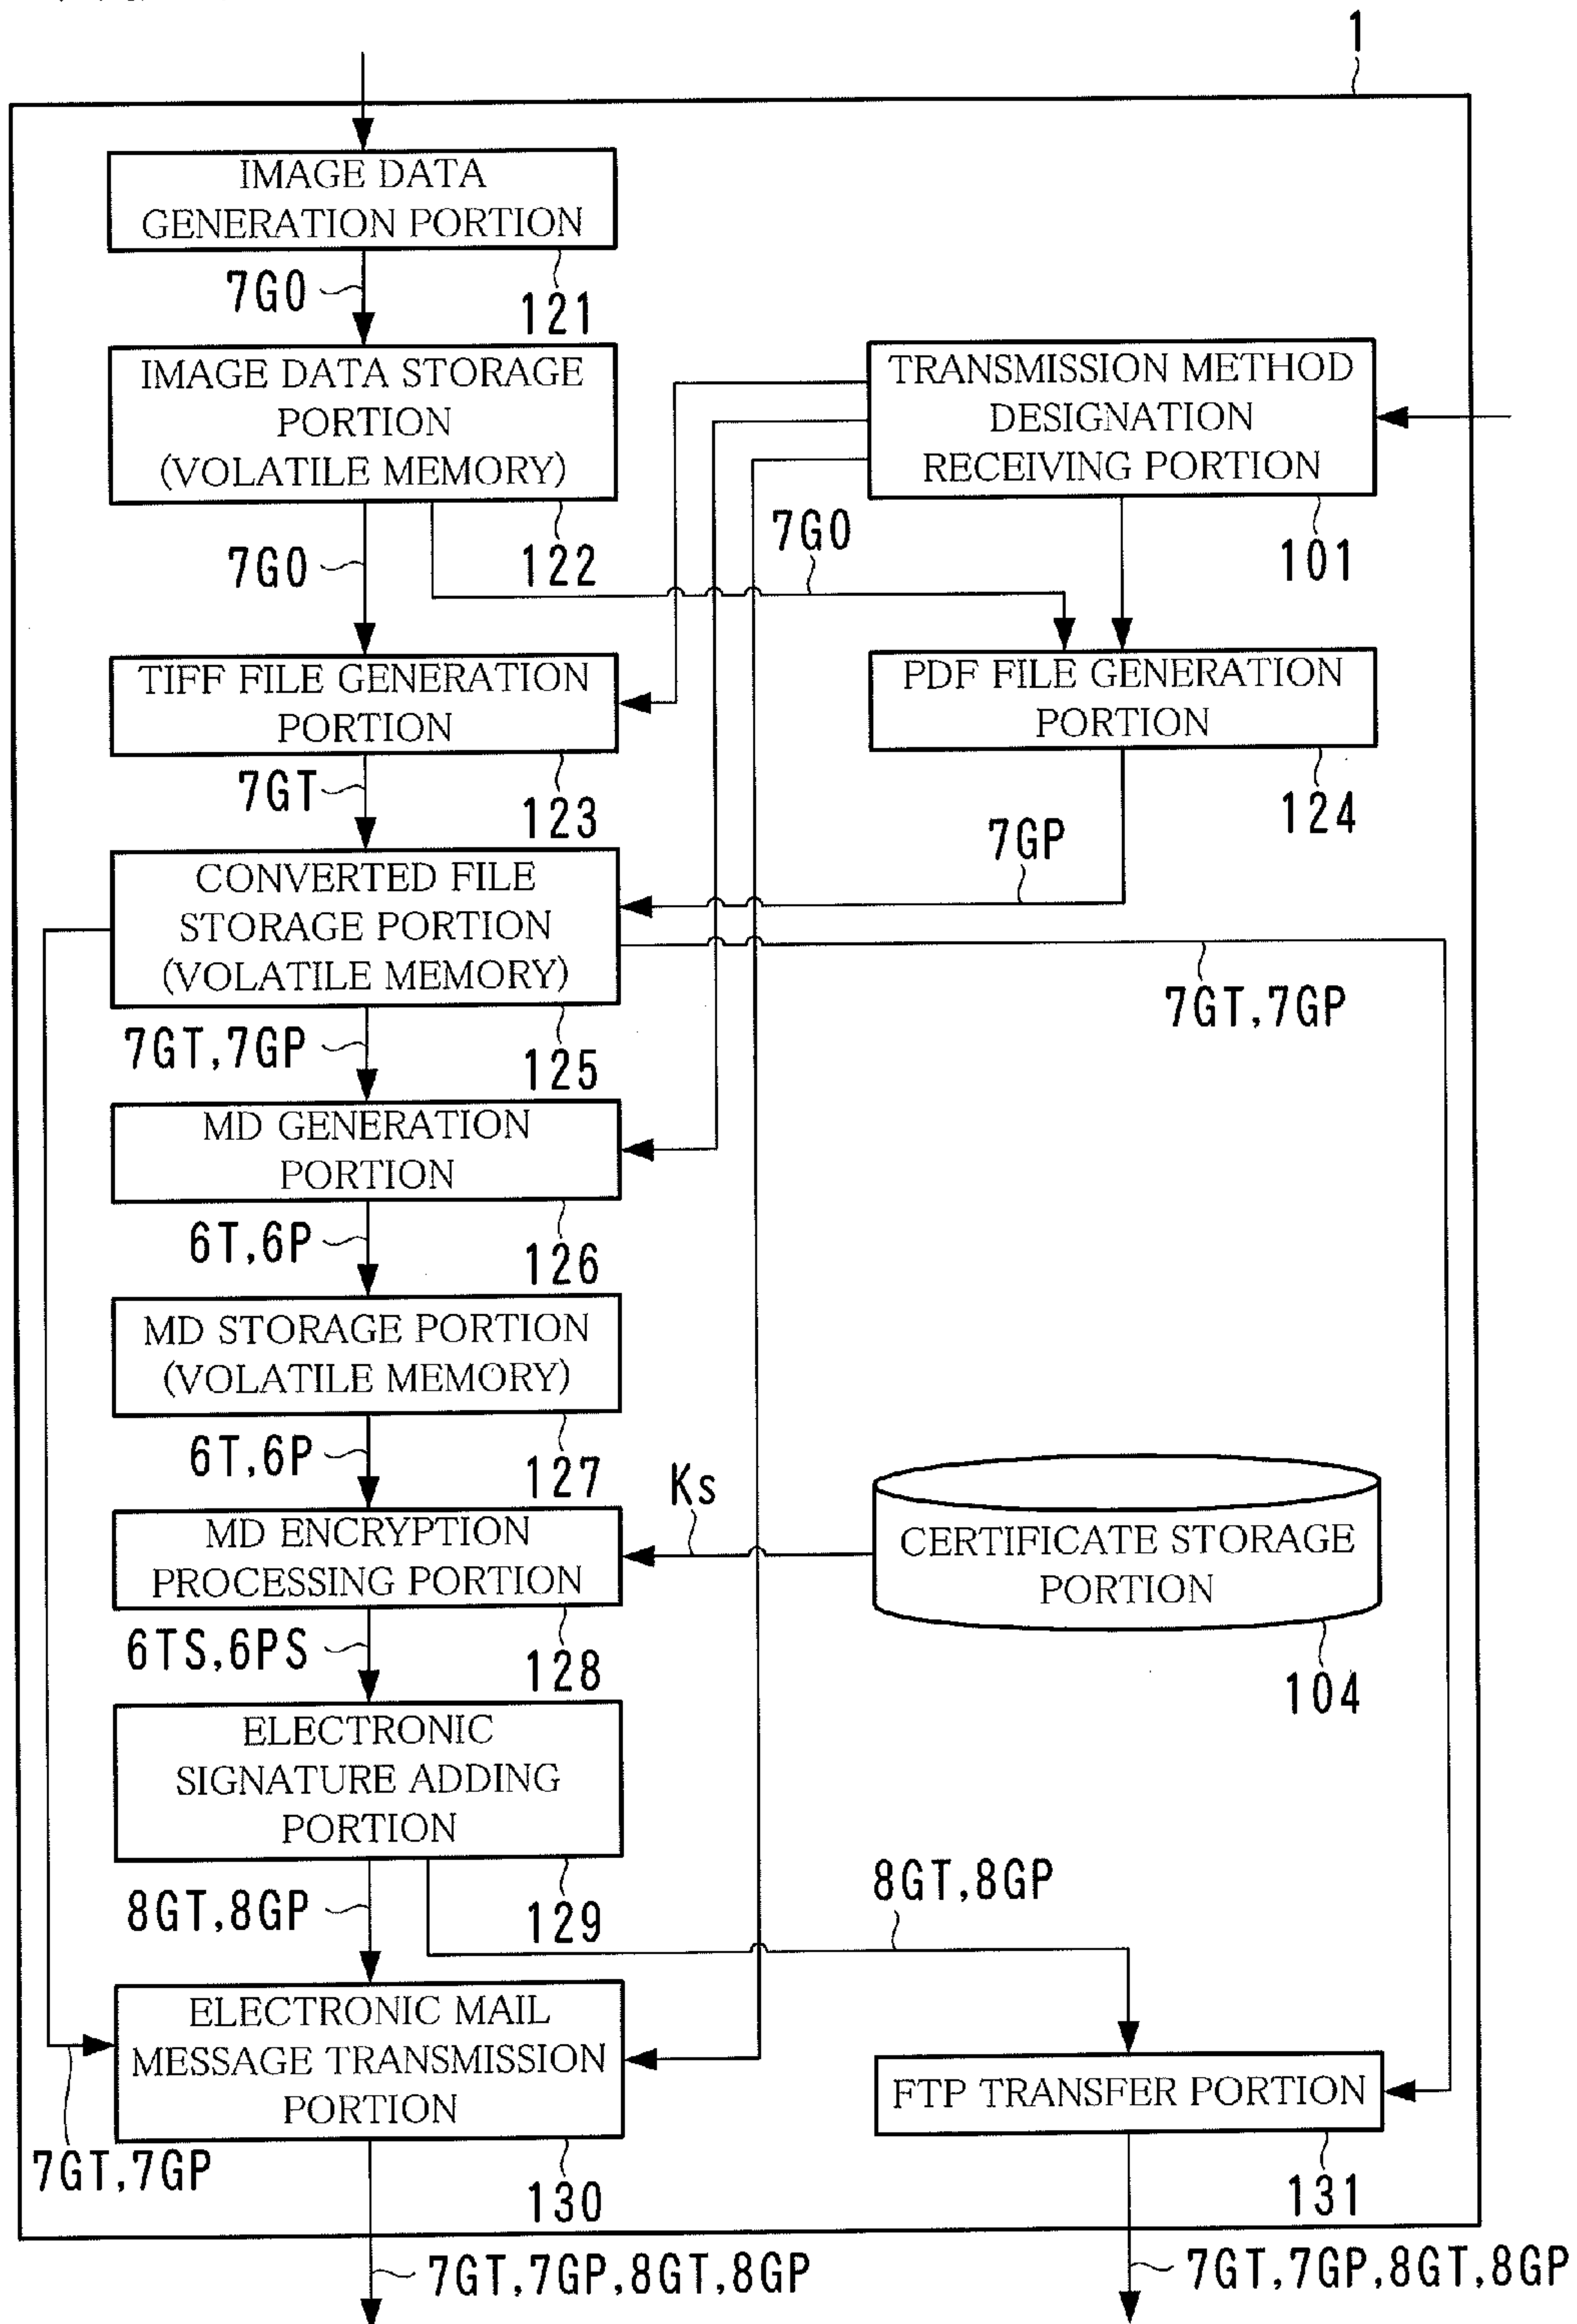 1
IMAGE DATA
GENERATION PORTION
7G0
121
IMAGE DATA STORAGE
PORTION
(VOLATILE MEMORY)
TRANSMISSION METHOD
DESIGNATION
RECEIVING PORTION
7G0
122
7G0
101
TIFF FILE GENERATION
PORTION
PDF FILE GENERATION
PORTION
7GT
123
124
7GP
CONVERTED FILE
STORAGE PORTION
(VOLATILE MEMORY)
7GT,7GP
7GT,7GP
125
MD GENERATION
PORTION
6T,6P
126
MD STORAGE PORTION
(VOLATILE MEMORY)
6T,6P
127
Ks
MD ENCRYPTION
PROCESSING PORTION
CERTIFICATE STORAGE
PORTION
6TS,6PS
128
104
ELECTRONIC
SIGNATURE ADDING
PORTION
8GT,8GP
129
8GT,8GP
ELECTRONIC MAIL
MESSAGE TRANSMISSION
PORTION
FTP TRANSFER PORTION
7GT,7GP
130
131
7GT,7GP,8GT,8GP
7GT,7GP,8GT,8GP